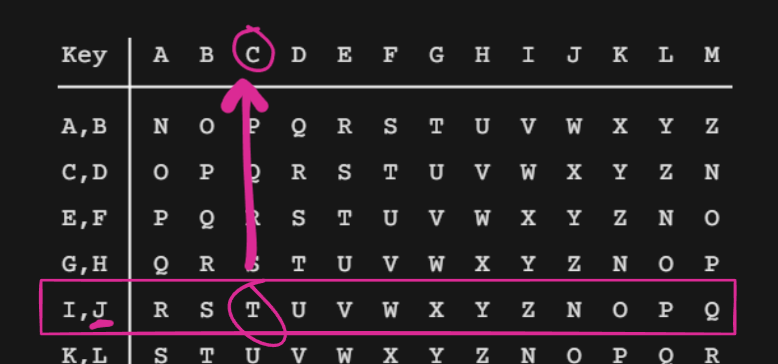 Key A B C D E F G H I J K L M
A,B N O P Q R S T U V W X Y Z
C,D O P Q R S T U V W X Y Z N
E,F P Q R S T U V W X Y Z N O
G,H Q R S T U V W X Y Z N O P
I,J R S T U V W X Y Z N O P Q
K,L S T U V W X Y Z N O P Q R